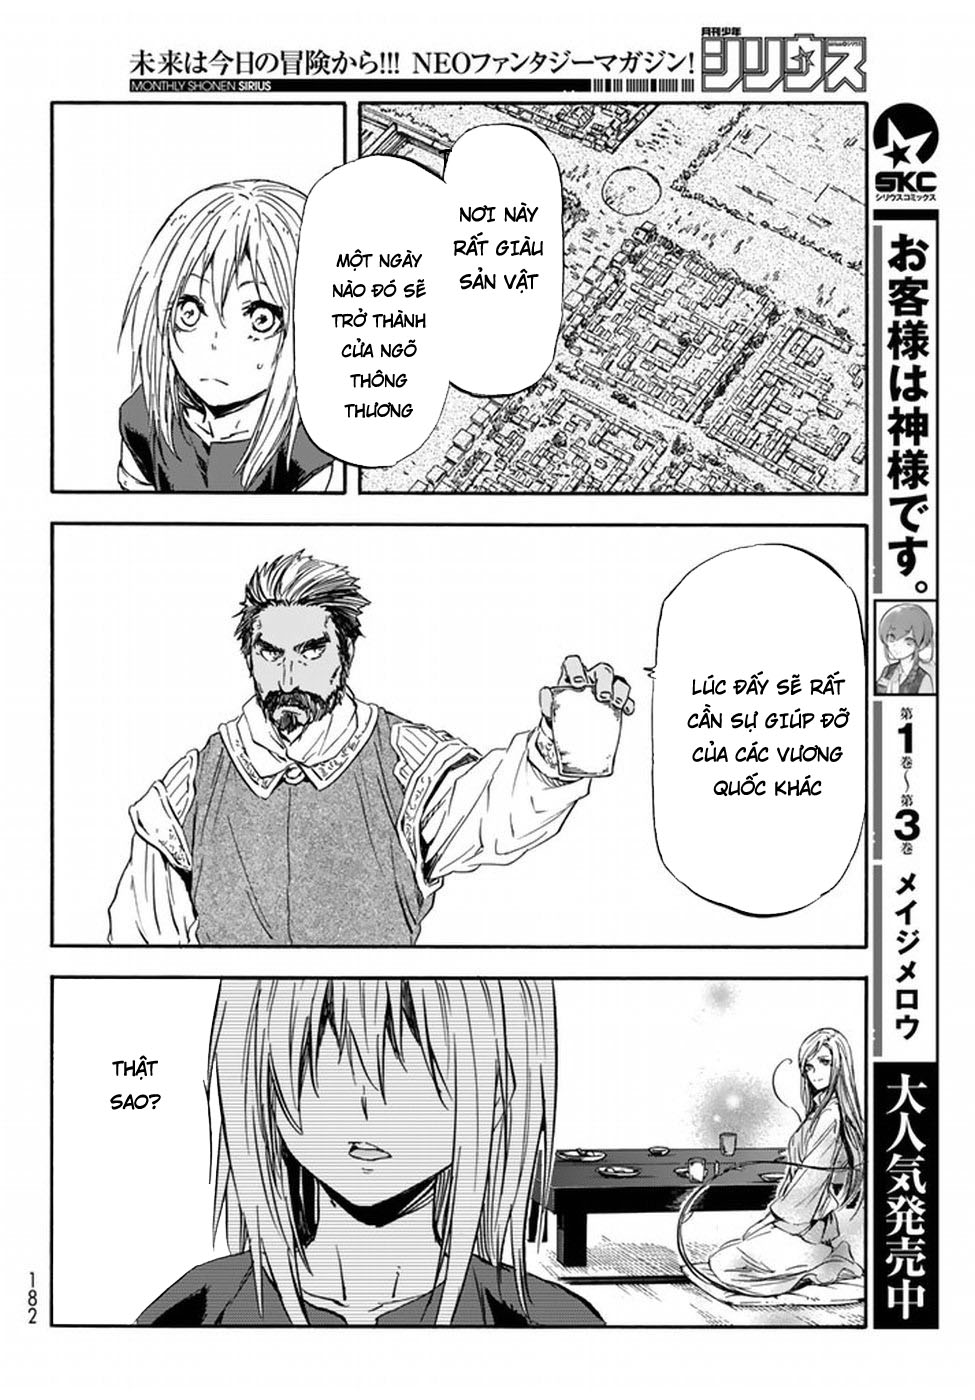 未来は今日の冒険から!!! NEOファンタジーマガジン!
月刊少年
シリウス
MONTHLY SHONEN SIRIUS
NƠI NÀY
RẤT GIÀU
SẢN VẬT
MỘT NGÀY
NÀO ĐÓ SẼ
TRỞ THÀNH
CỬA NGÕ
THÔNG
THƯƠNG
LÚC ĐẤY SẼ RẤT
CẦN SỰ GIÚP ĐỠ
CỦA CÁC VƯƠNG
QUỐC KHÁC
THẬT
SAO?
SKC
シリウスコミックス
お客様は神様です。
第1巻～第3巻
メイジメロウ
大人気発売中
182